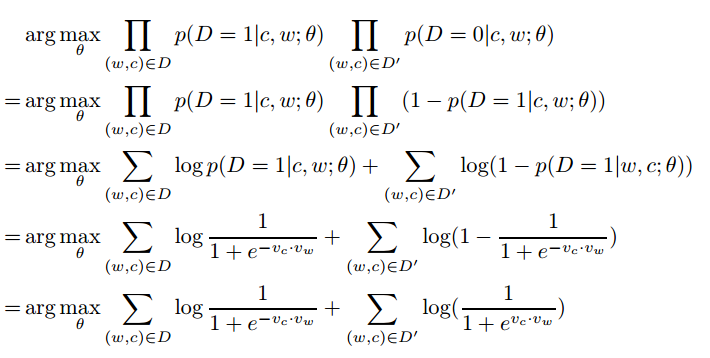 arg max_θ ∏_{(w,c)∈D} p(D = 1|c, w; θ) ∏_{(w,c)∈D′} p(D = 0|c, w; θ)
= arg max_θ ∏_{(w,c)∈D} p(D = 1|c, w; θ) ∏_{(w,c)∈D′} (1 − p(D = 1|c, w; θ))
= arg max_θ ∑_{(w,c)∈D} log p(D = 1|c, w; θ) + ∑_{(w,c)∈D′} log(1 − p(D = 1|w, c; θ))
= arg max_θ ∑_{(w,c)∈D} log 1/(1 + e^{−v_c·v_w}) + ∑_{(w,c)∈D′} log(1 − 1/(1 + e^{−v_c·v_w}))
= arg max_θ ∑_{(w,c)∈D} log 1/(1 + e^{−v_c·v_w}) + ∑_{(w,c)∈D′} log(1/(1 + e^{v_c·v_w}))